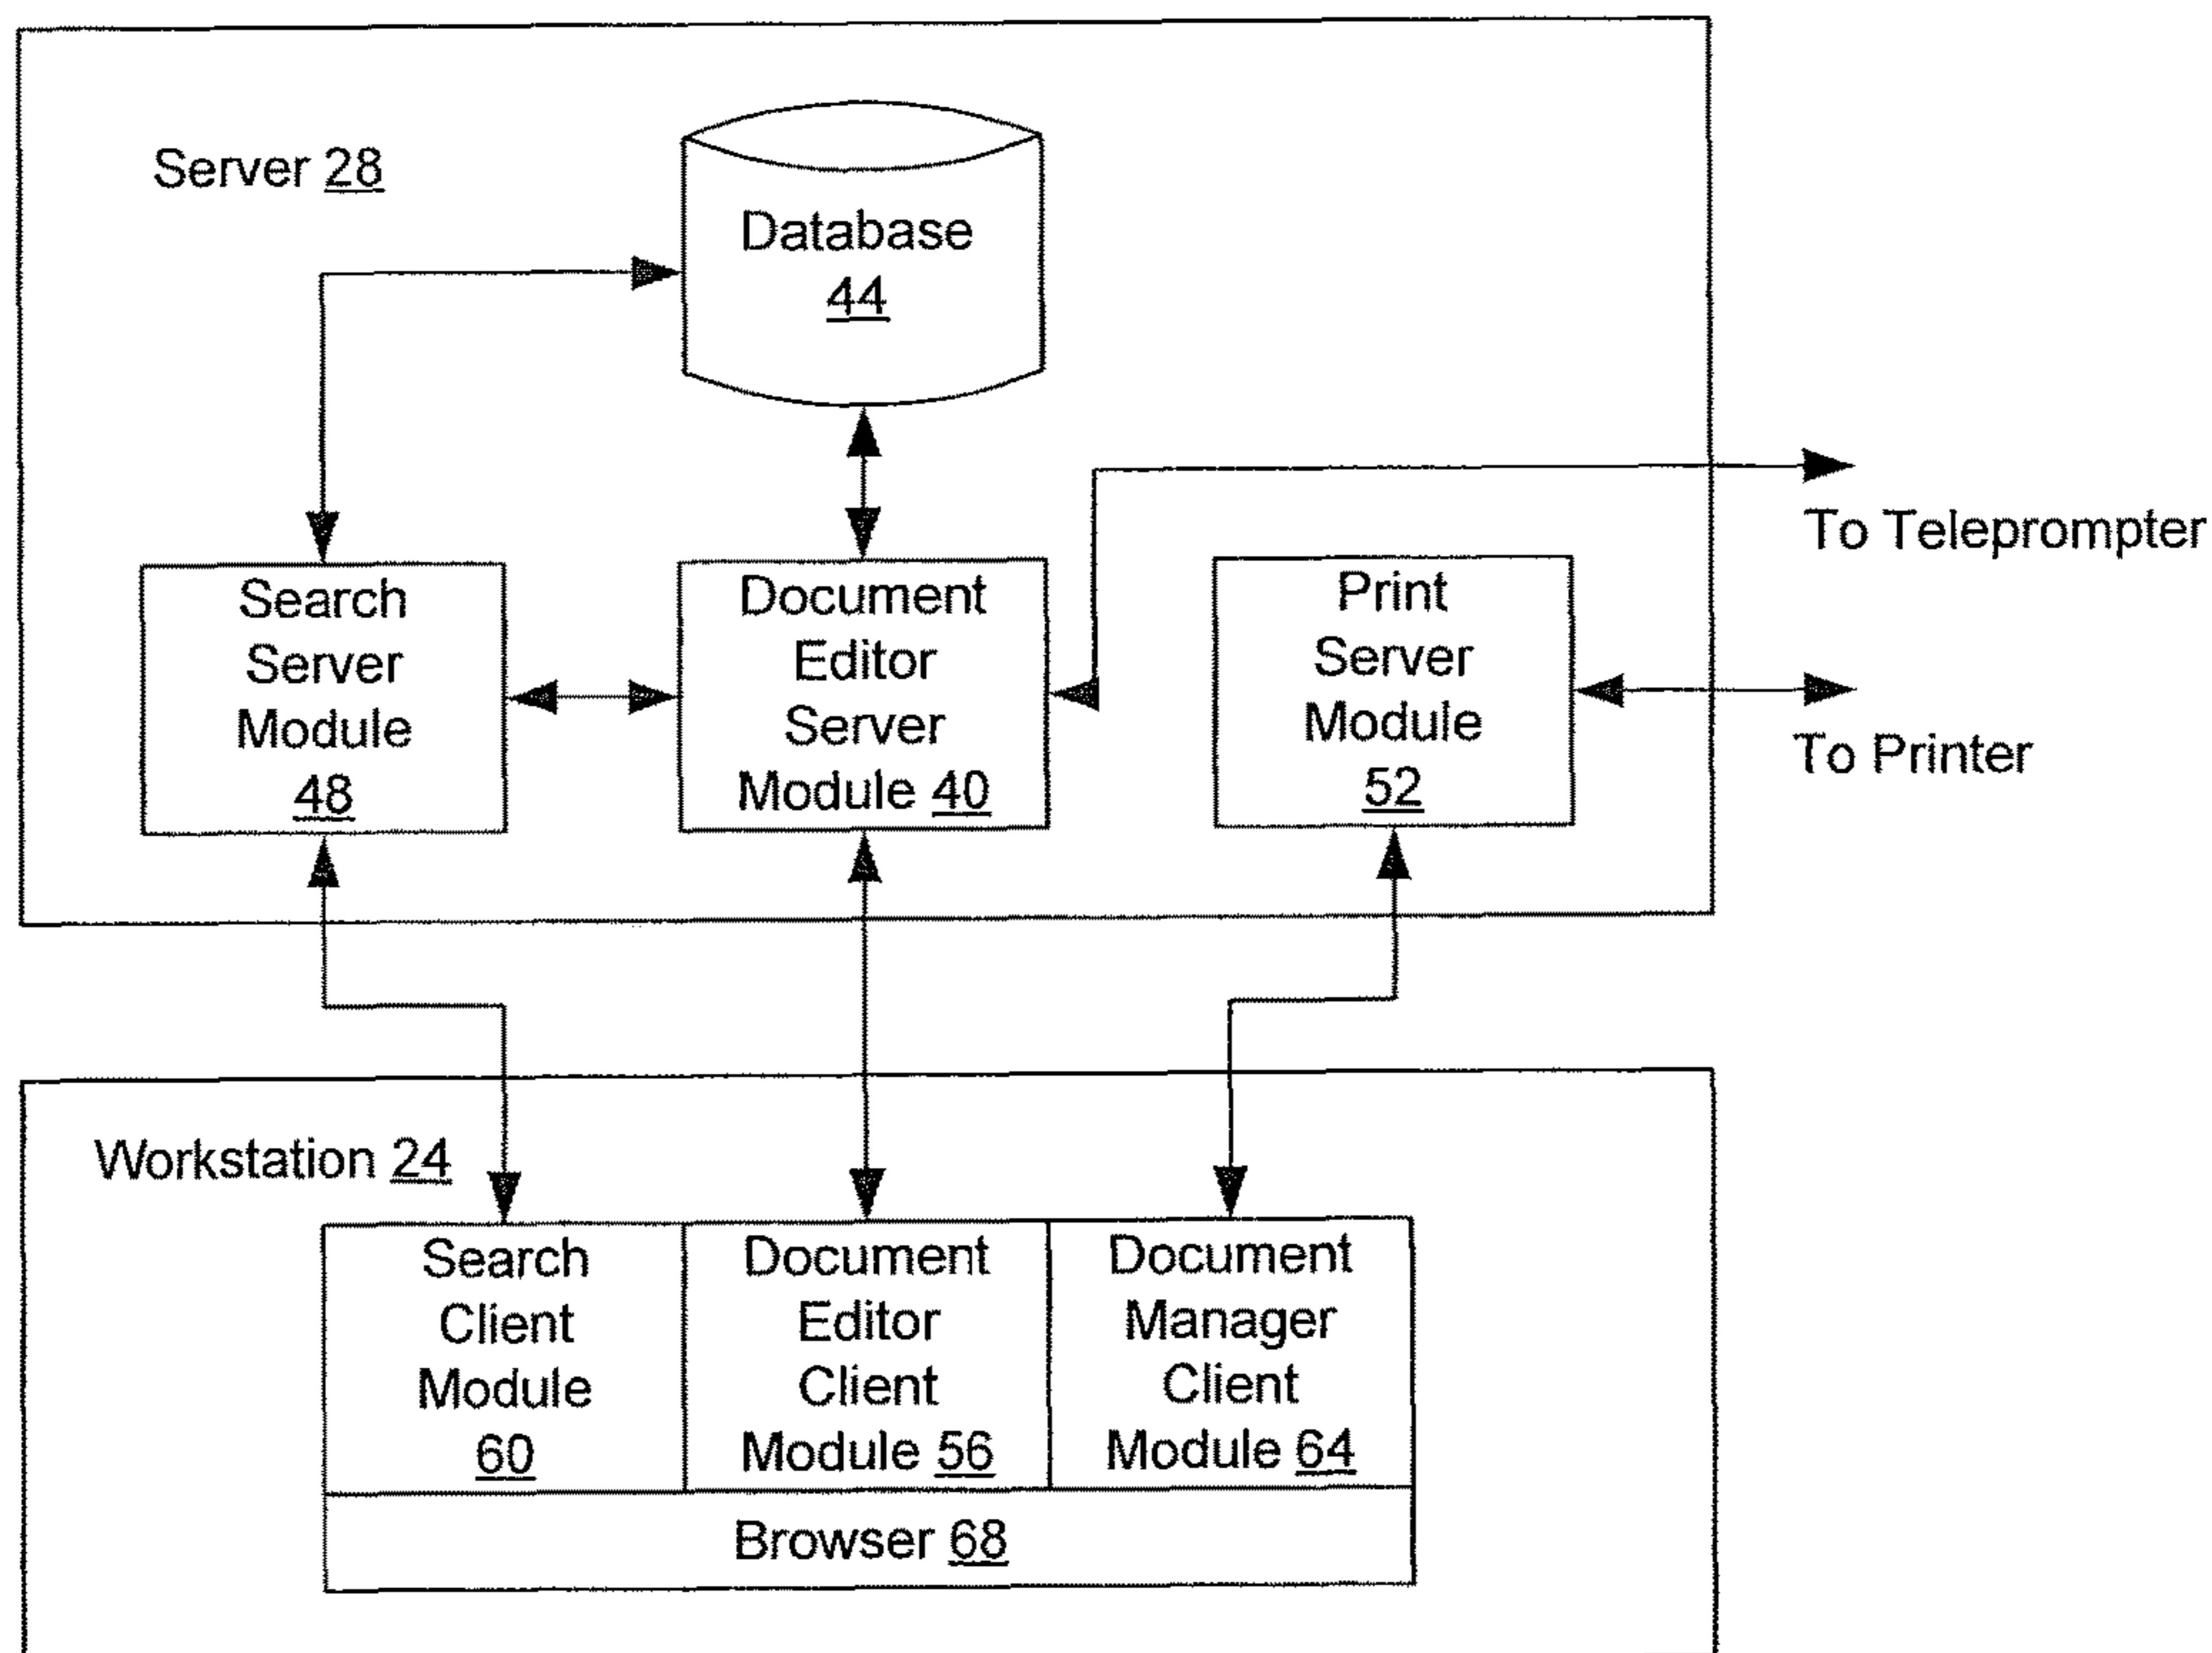 Server 28
Database
44
To Teleprompter
Search
Server
Module
48
Document
Editor
Server
Module 40
Print
Server
Module
52
To Printer
Workstation 24
Search
Client
Module
60
Document
Editor
Client
Module 56
Document
Manager
Client
Module 64
Browser 68